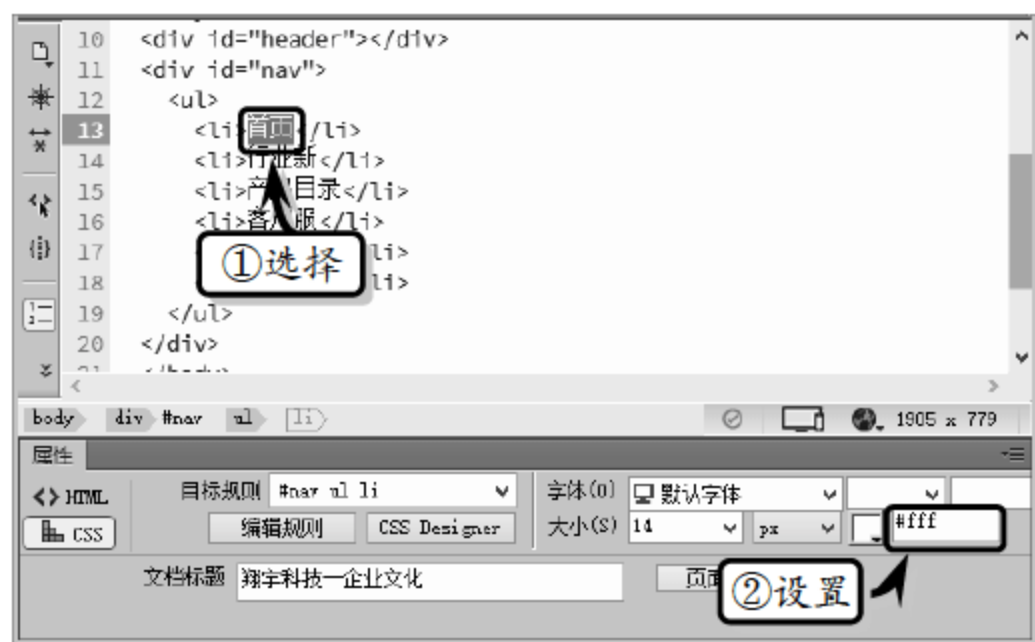 10 <div id="header"></div>
11 <div id="nav">
12 <ul>
13 <li>首页</li>
14 <li>行业新</li>
15 <li>产品目录</li>
16 <li>客户服</li>
17 li>
18 li>
19 </ul>
20 </div>
①选择
body div #nav ul li 1905 x 779
属性
HTML 目标规则 #nav ul li 字体(O) 默认字体
CSS 编辑规则 CSS Designer 大小(S) 14 px #fff
文档标题 翔宇科技—企业文化 页面
②设置